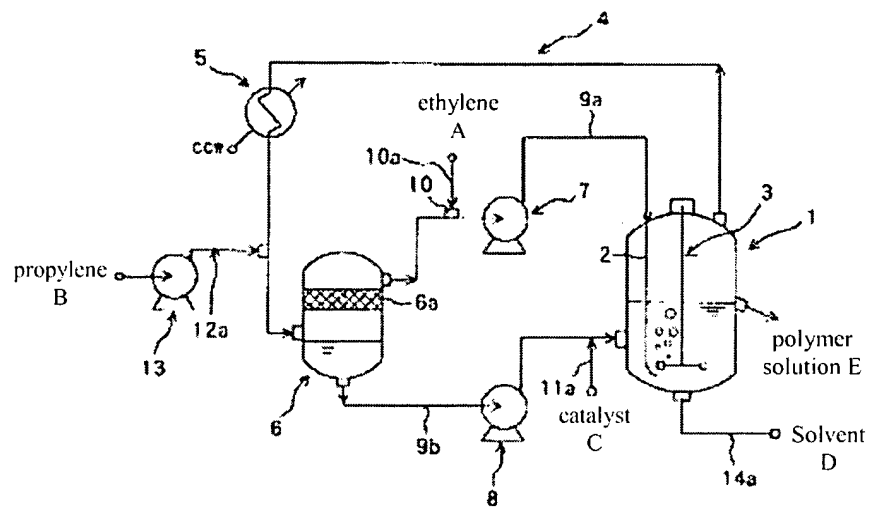 4
5
ethylene
A
9a
10a
10
ccw
7
3
1
2
propylene
B
12a
13
6a
6
polymer
solution E
11a
catalyst
C
9b
8
Solvent
D
14a